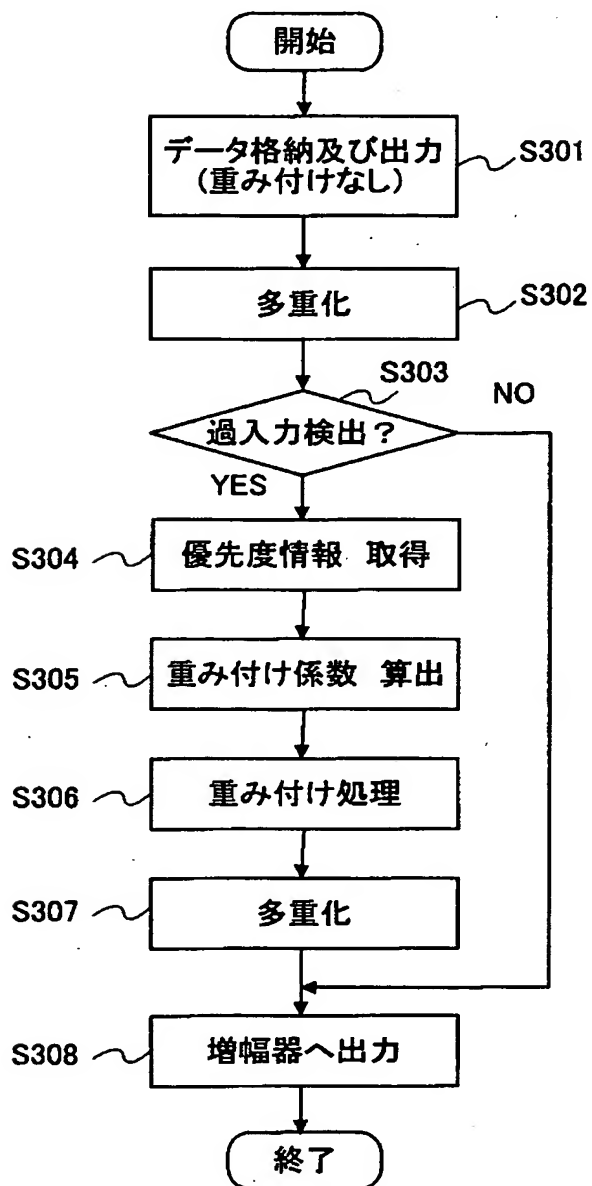 開始
データ格納及び出力
(重み付けなし)
S301
多重化
S302
S303
過入力検出?
NO
YES
S304
優先度情報 取得
S305
重み付け係数 算出
S306
重み付け処理
S307
多重化
S308
増幅器へ出力
終了